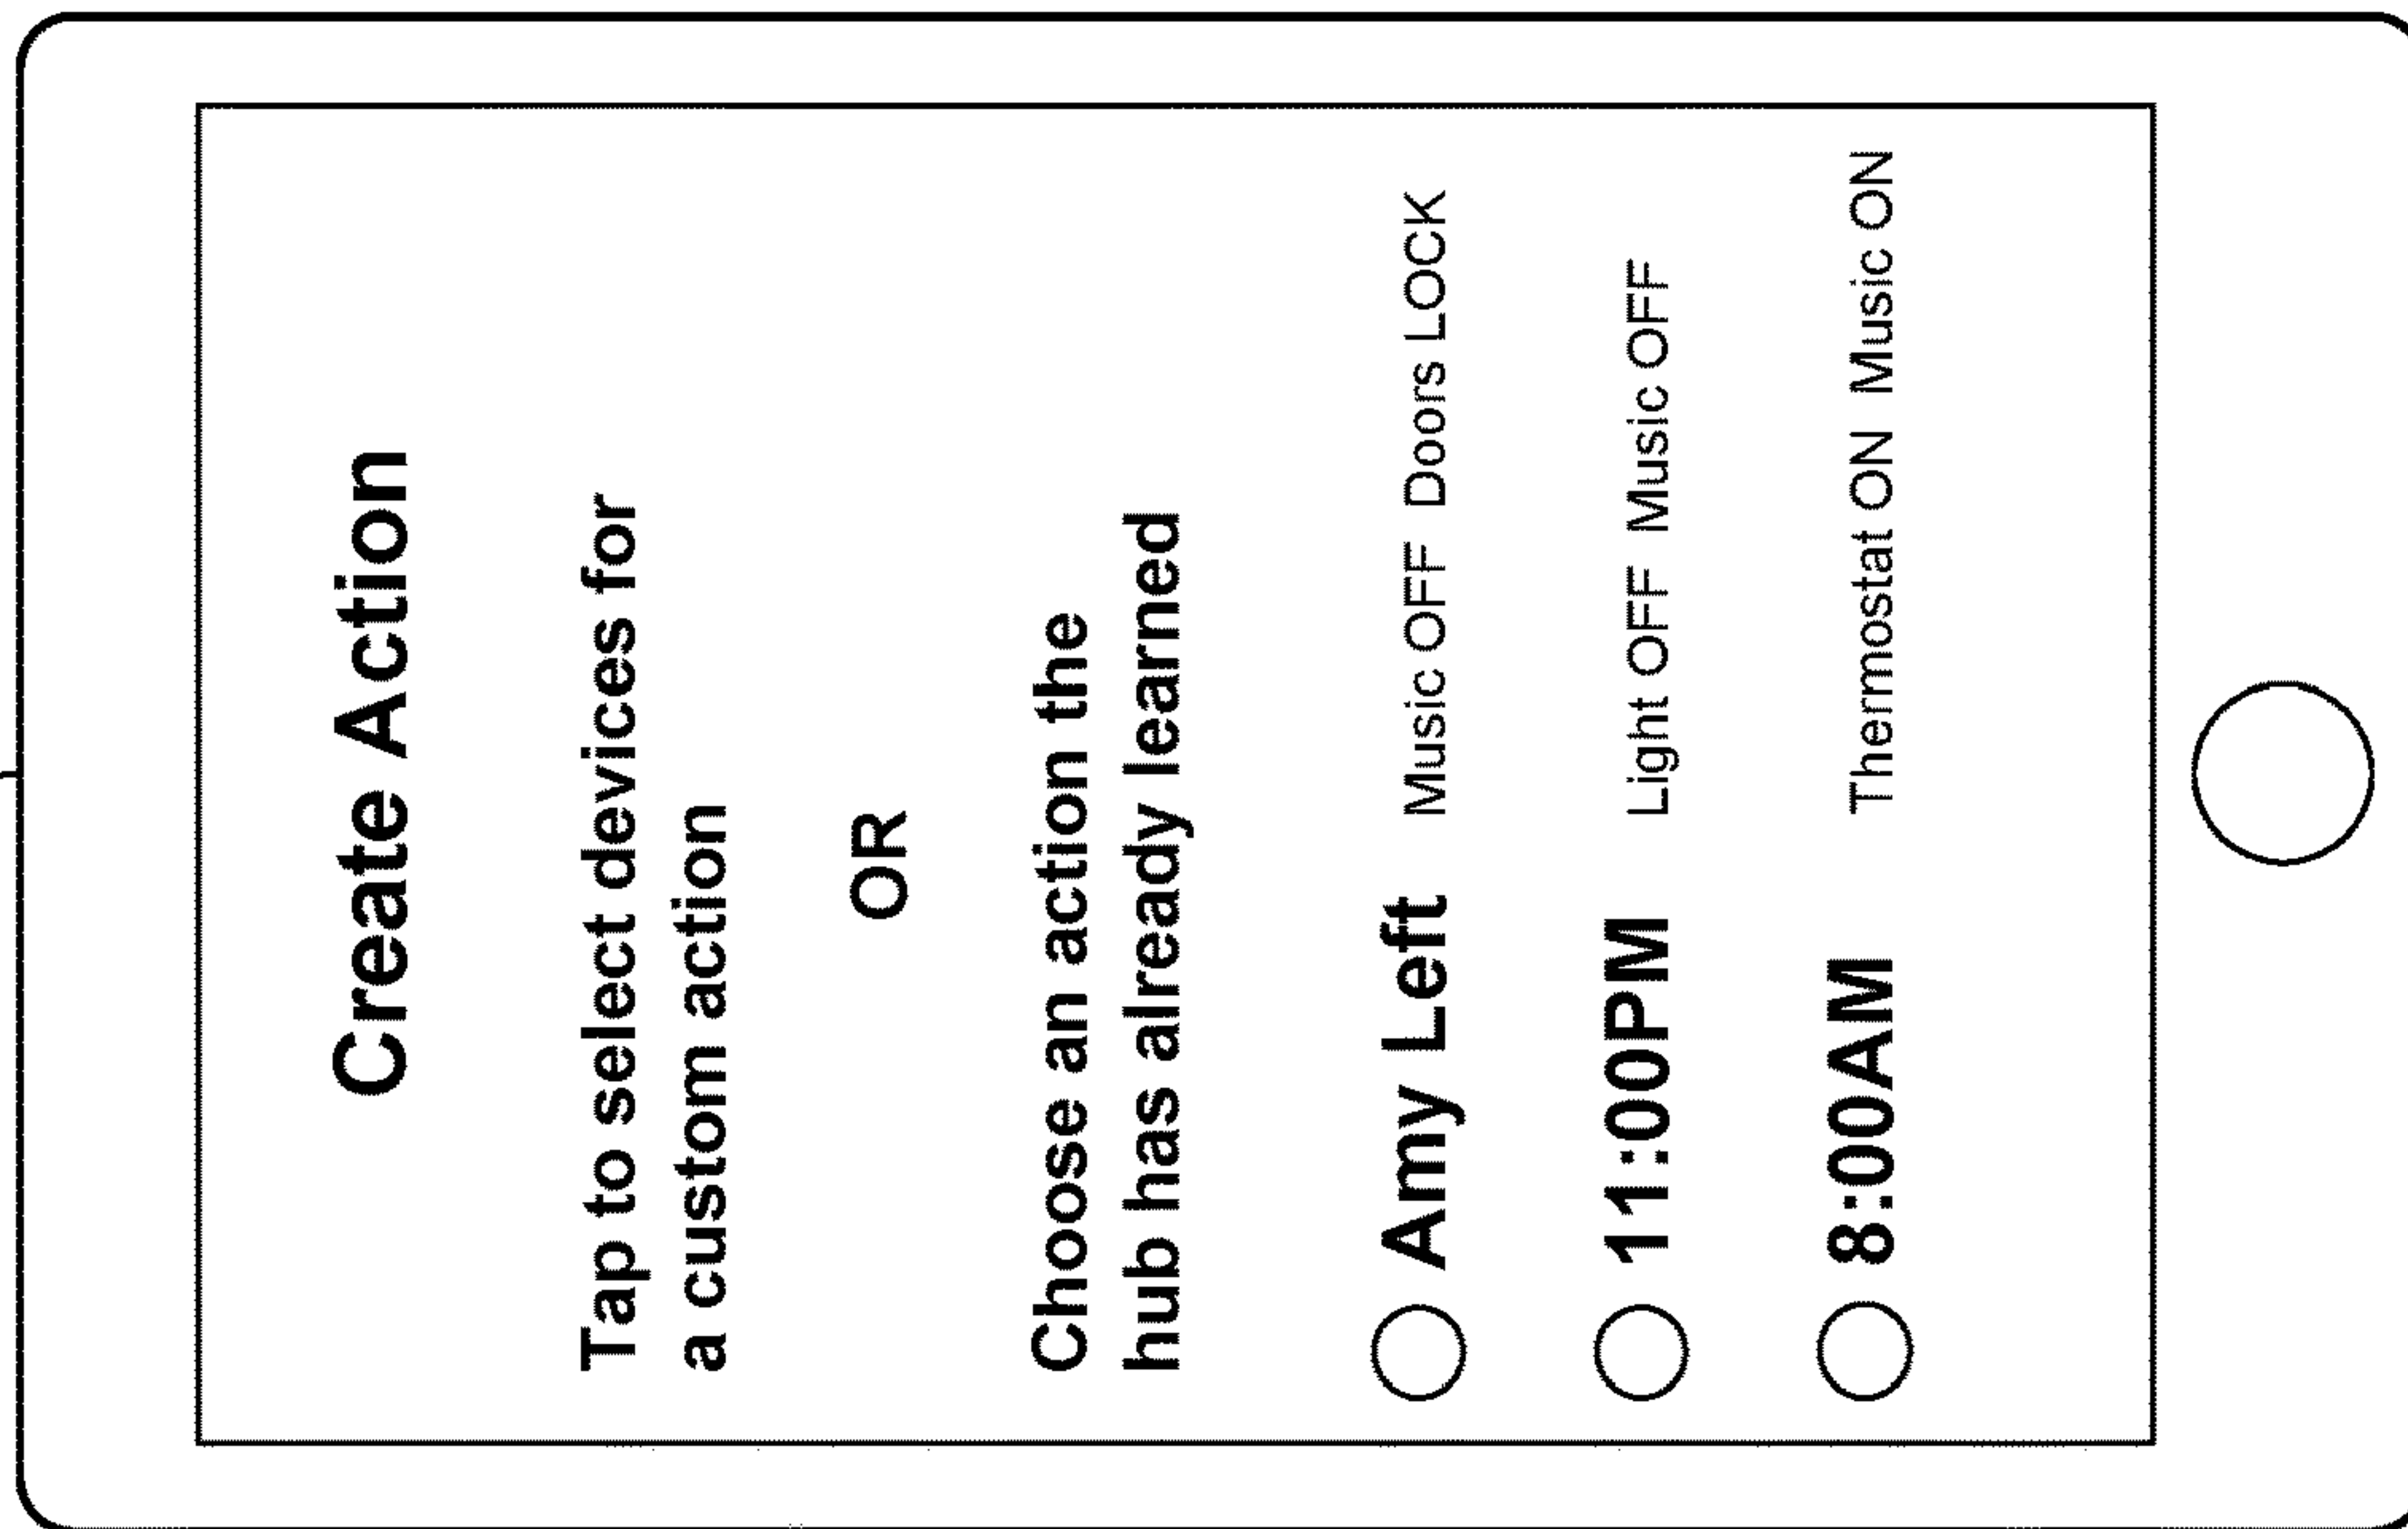 Create Action
Tap to select devices for
a custom action
OR
Choose an action the
hub has already learned
Amy Left Music OFF Doors LOCK
11:00PM Light OFF Music OFF
8:00AM Thermostat ON Music ON